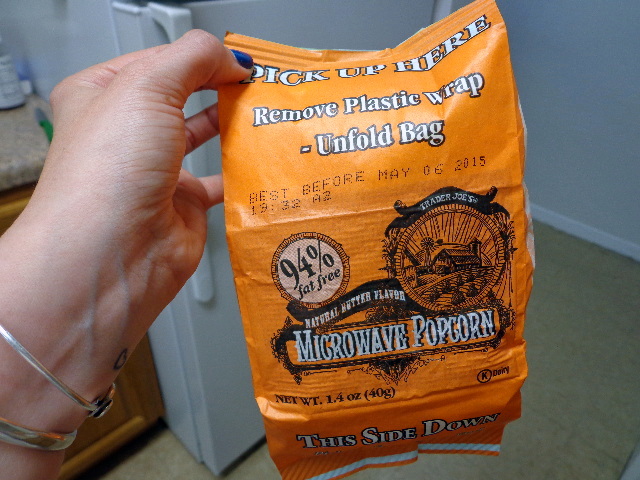 PICK UP HERE
Remove Plastic Wrap
- Unfold Bag
BEST BEFORE MAY 06 2015
19:32 A2
TRADER JOE'S
94%
fat free
NATURAL BUTTER FLAVOR
MICROWAVE POPCORN
K Dairy
NET WT. 1.4 oz (40g)
THIS SIDE DOWN